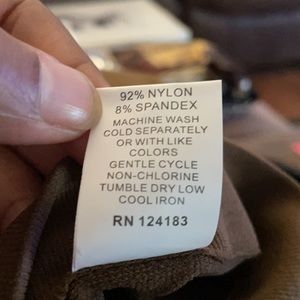 92% NYLON
8% SPANDEX
MACHINE WASH
COLD SEPARATELY
OR WITH LIKE
COLORS
GENTLE CYCLE
NON-CHLORINE
TUMBLE DRY LOW
COOL IRON
RN 124183